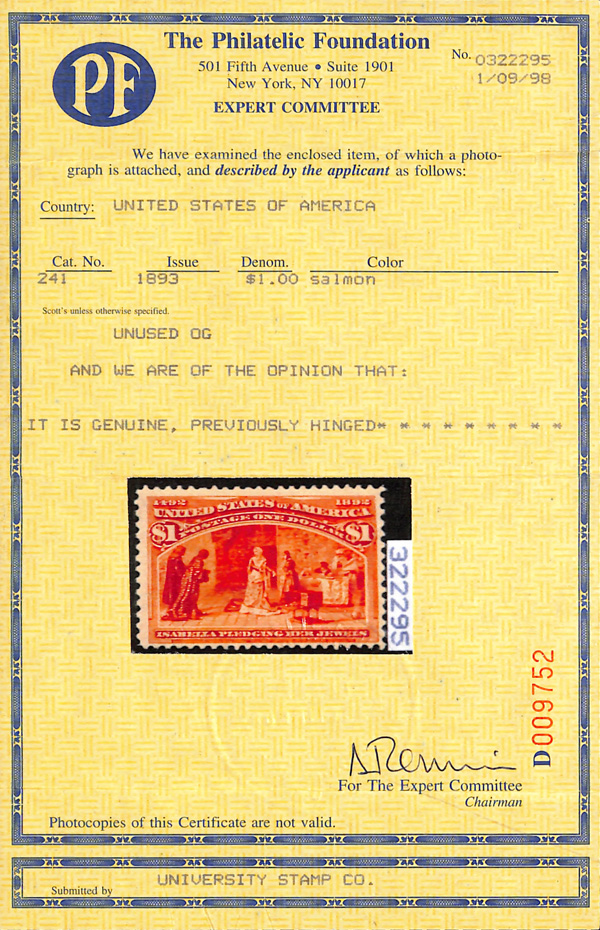 PF
The Philatelic Foundation
501 Fifth Avenue • Suite 1901
New York, NY 10017
EXPERT COMMITTEE
No. 0322295
1/09/98
We have examined the enclosed item, of which a photo-
graph is attached, and described by the applicant as follows:
Country: UNITED STATES OF AMERICA
Cat. No. Issue Denom. Color
241 1893 $1.00 salmon
Scott's unless otherwise specified.
UNUSED OG
AND WE ARE OF THE OPINION THAT:
IT IS GENUINE, PREVIOUSLY HINGED* * * * * * * * *
1492 1892
UNITED STATES OF AMERICA
$1 POSTAGE ONE DOLLAR $1
ISABELLA PLEDGING HER JEWELS
322295
D009752
For The Expert Committee
Chairman
Photocopies of this Certificate are not valid.
Submitted by UNIVERSITY STAMP CO.